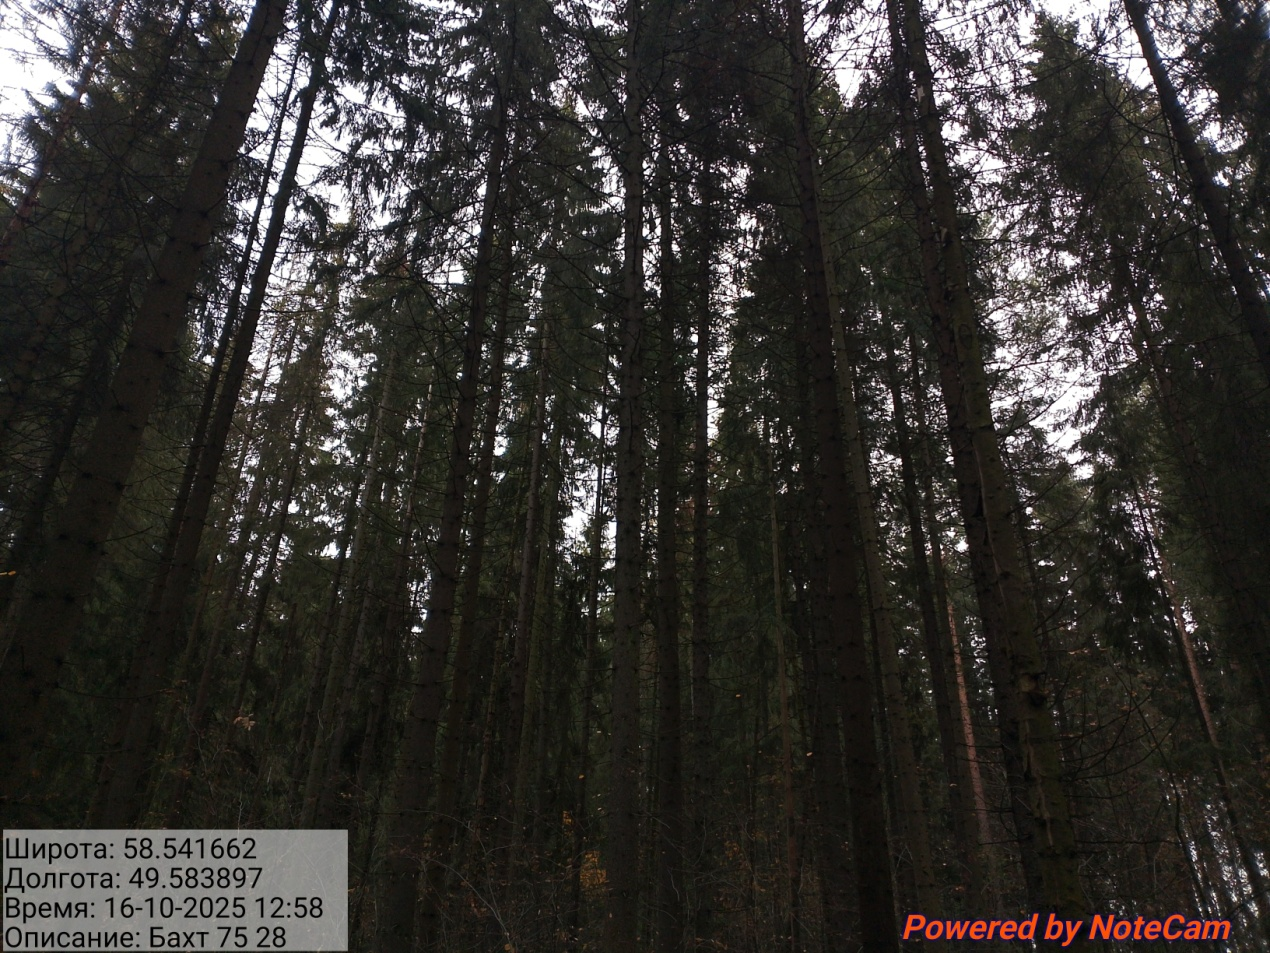 Широта: 58.541662
Долгота: 49.583897
Время: 16-10-2025 12:58
Описание: Бахт 75 28
Powered by NoteCam